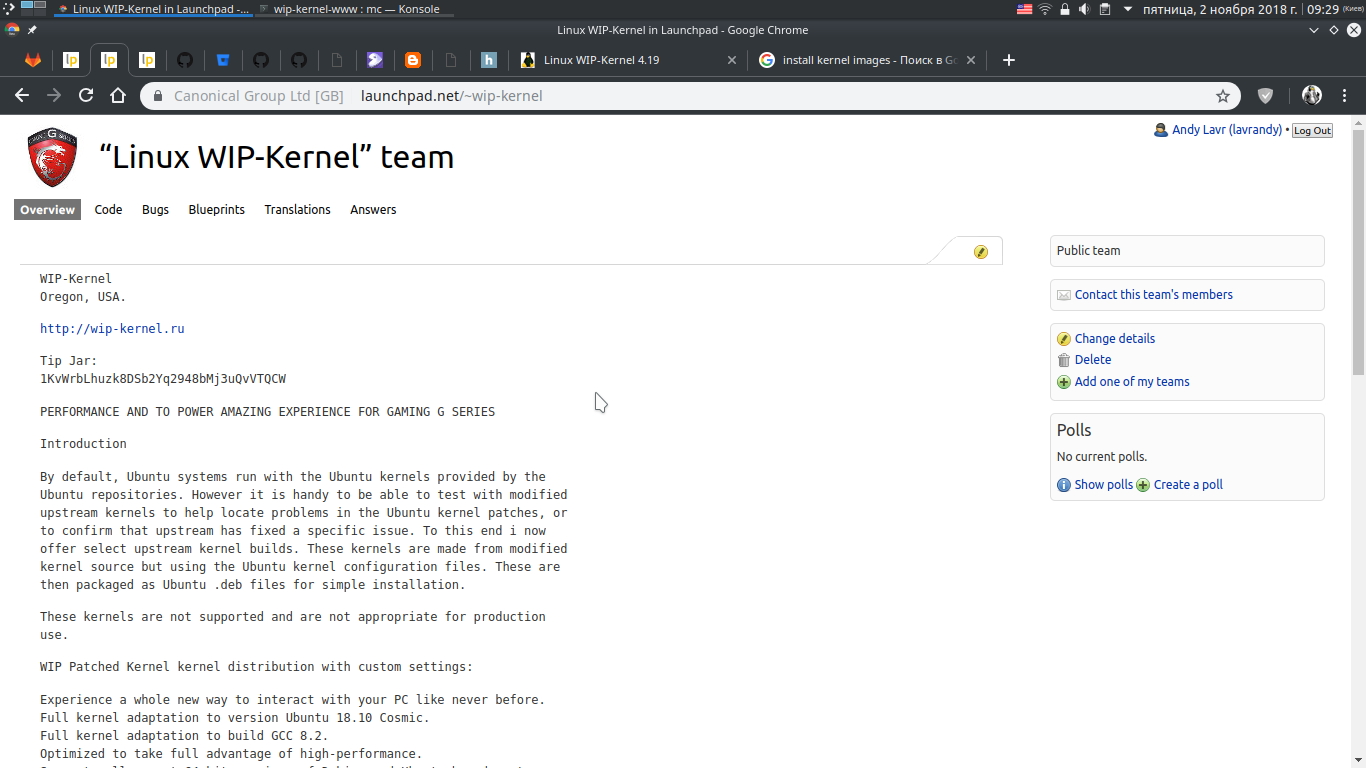 Linux WIP-Kernel in Launchpad -...
wip-kernel-www : mc — Konsole
пятница, 2 ноября 2018 г.
09:29 (Киев)
Linux WIP-Kernel in Launchpad - Google Chrome
Linux WIP-Kernel 4.19
install kernel images - Поиск в Go
Canonical Group Ltd [GB]
launchpad.net/~wip-kernel
Andy Lavr (lavrandy) • Log Out
“Linux WIP-Kernel” team
Overview Code Bugs Blueprints Translations Answers
WIP-Kernel
Oregon, USA.
http://wip-kernel.ru
Tip Jar:
1KvWrbLhuzk8DSb2Yq2948bMj3uQvVTQCW
PERFORMANCE AND TO POWER AMAZING EXPERIENCE FOR GAMING G SERIES
Introduction
By default, Ubuntu systems run with the Ubuntu kernels provided by the
Ubuntu repositories. However it is handy to be able to test with modified
upstream kernels to help locate problems in the Ubuntu kernel patches, or
to confirm that upstream has fixed a specific issue. To this end i now
offer select upstream kernel builds. These kernels are made from modified
kernel source but using the Ubuntu kernel configuration files. These are
then packaged as Ubuntu .deb files for simple installation.
These kernels are not supported and are not appropriate for production
use.
WIP Patched Kernel kernel distribution with custom settings:
Experience a whole new way to interact with your PC like never before.
Full kernel adaptation to version Ubuntu 18.10 Cosmic.
Full kernel adaptation to build GCC 8.2.
Optimized to take full advantage of high-performance.
Public team
Contact this team's members
Change details
Delete
Add one of my teams
Polls
No current polls.
Show polls Create a poll